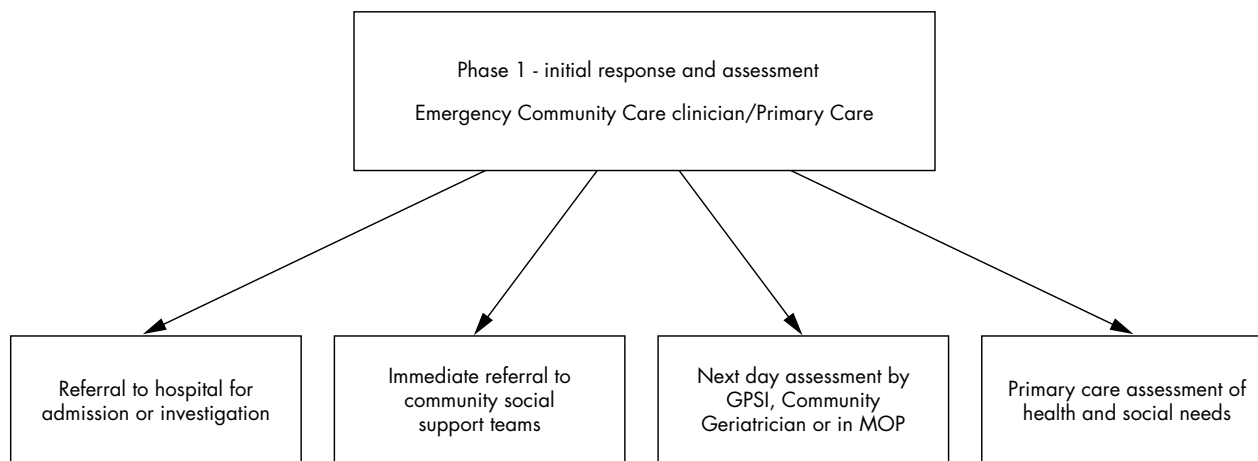 Phase 1 - initial response and assessment
Emergency Community Care clinician/Primary Care
Referral to hospital for
admission or investigation
Immediate referral to
community social
support teams
Next day assessment by
GPSI, Community
Geriatrician or in MOP
Primary care assessment of
health and social needs